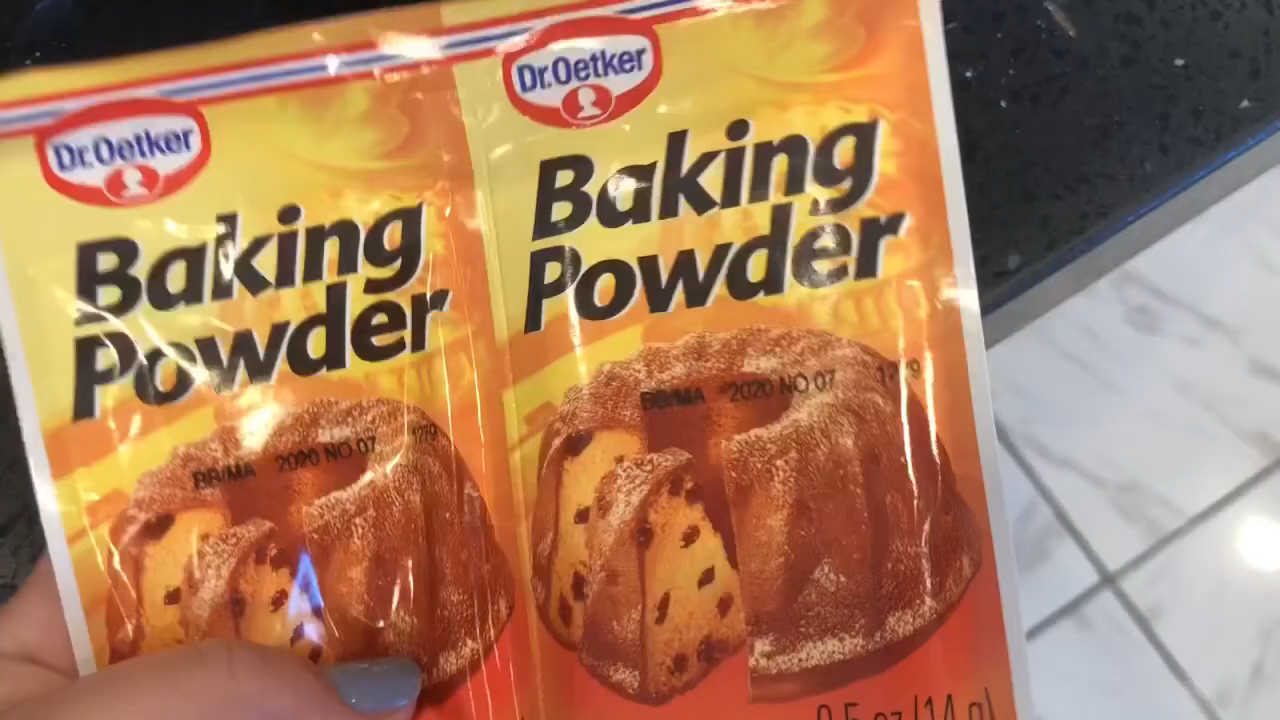 Dr.Oetker
Baking
Powder
BB/MA 2020 NO 07 1279
Dr.Oetker
Baking
Powder
BB/MA 2020 NO 07
0.5 oz (14 g)